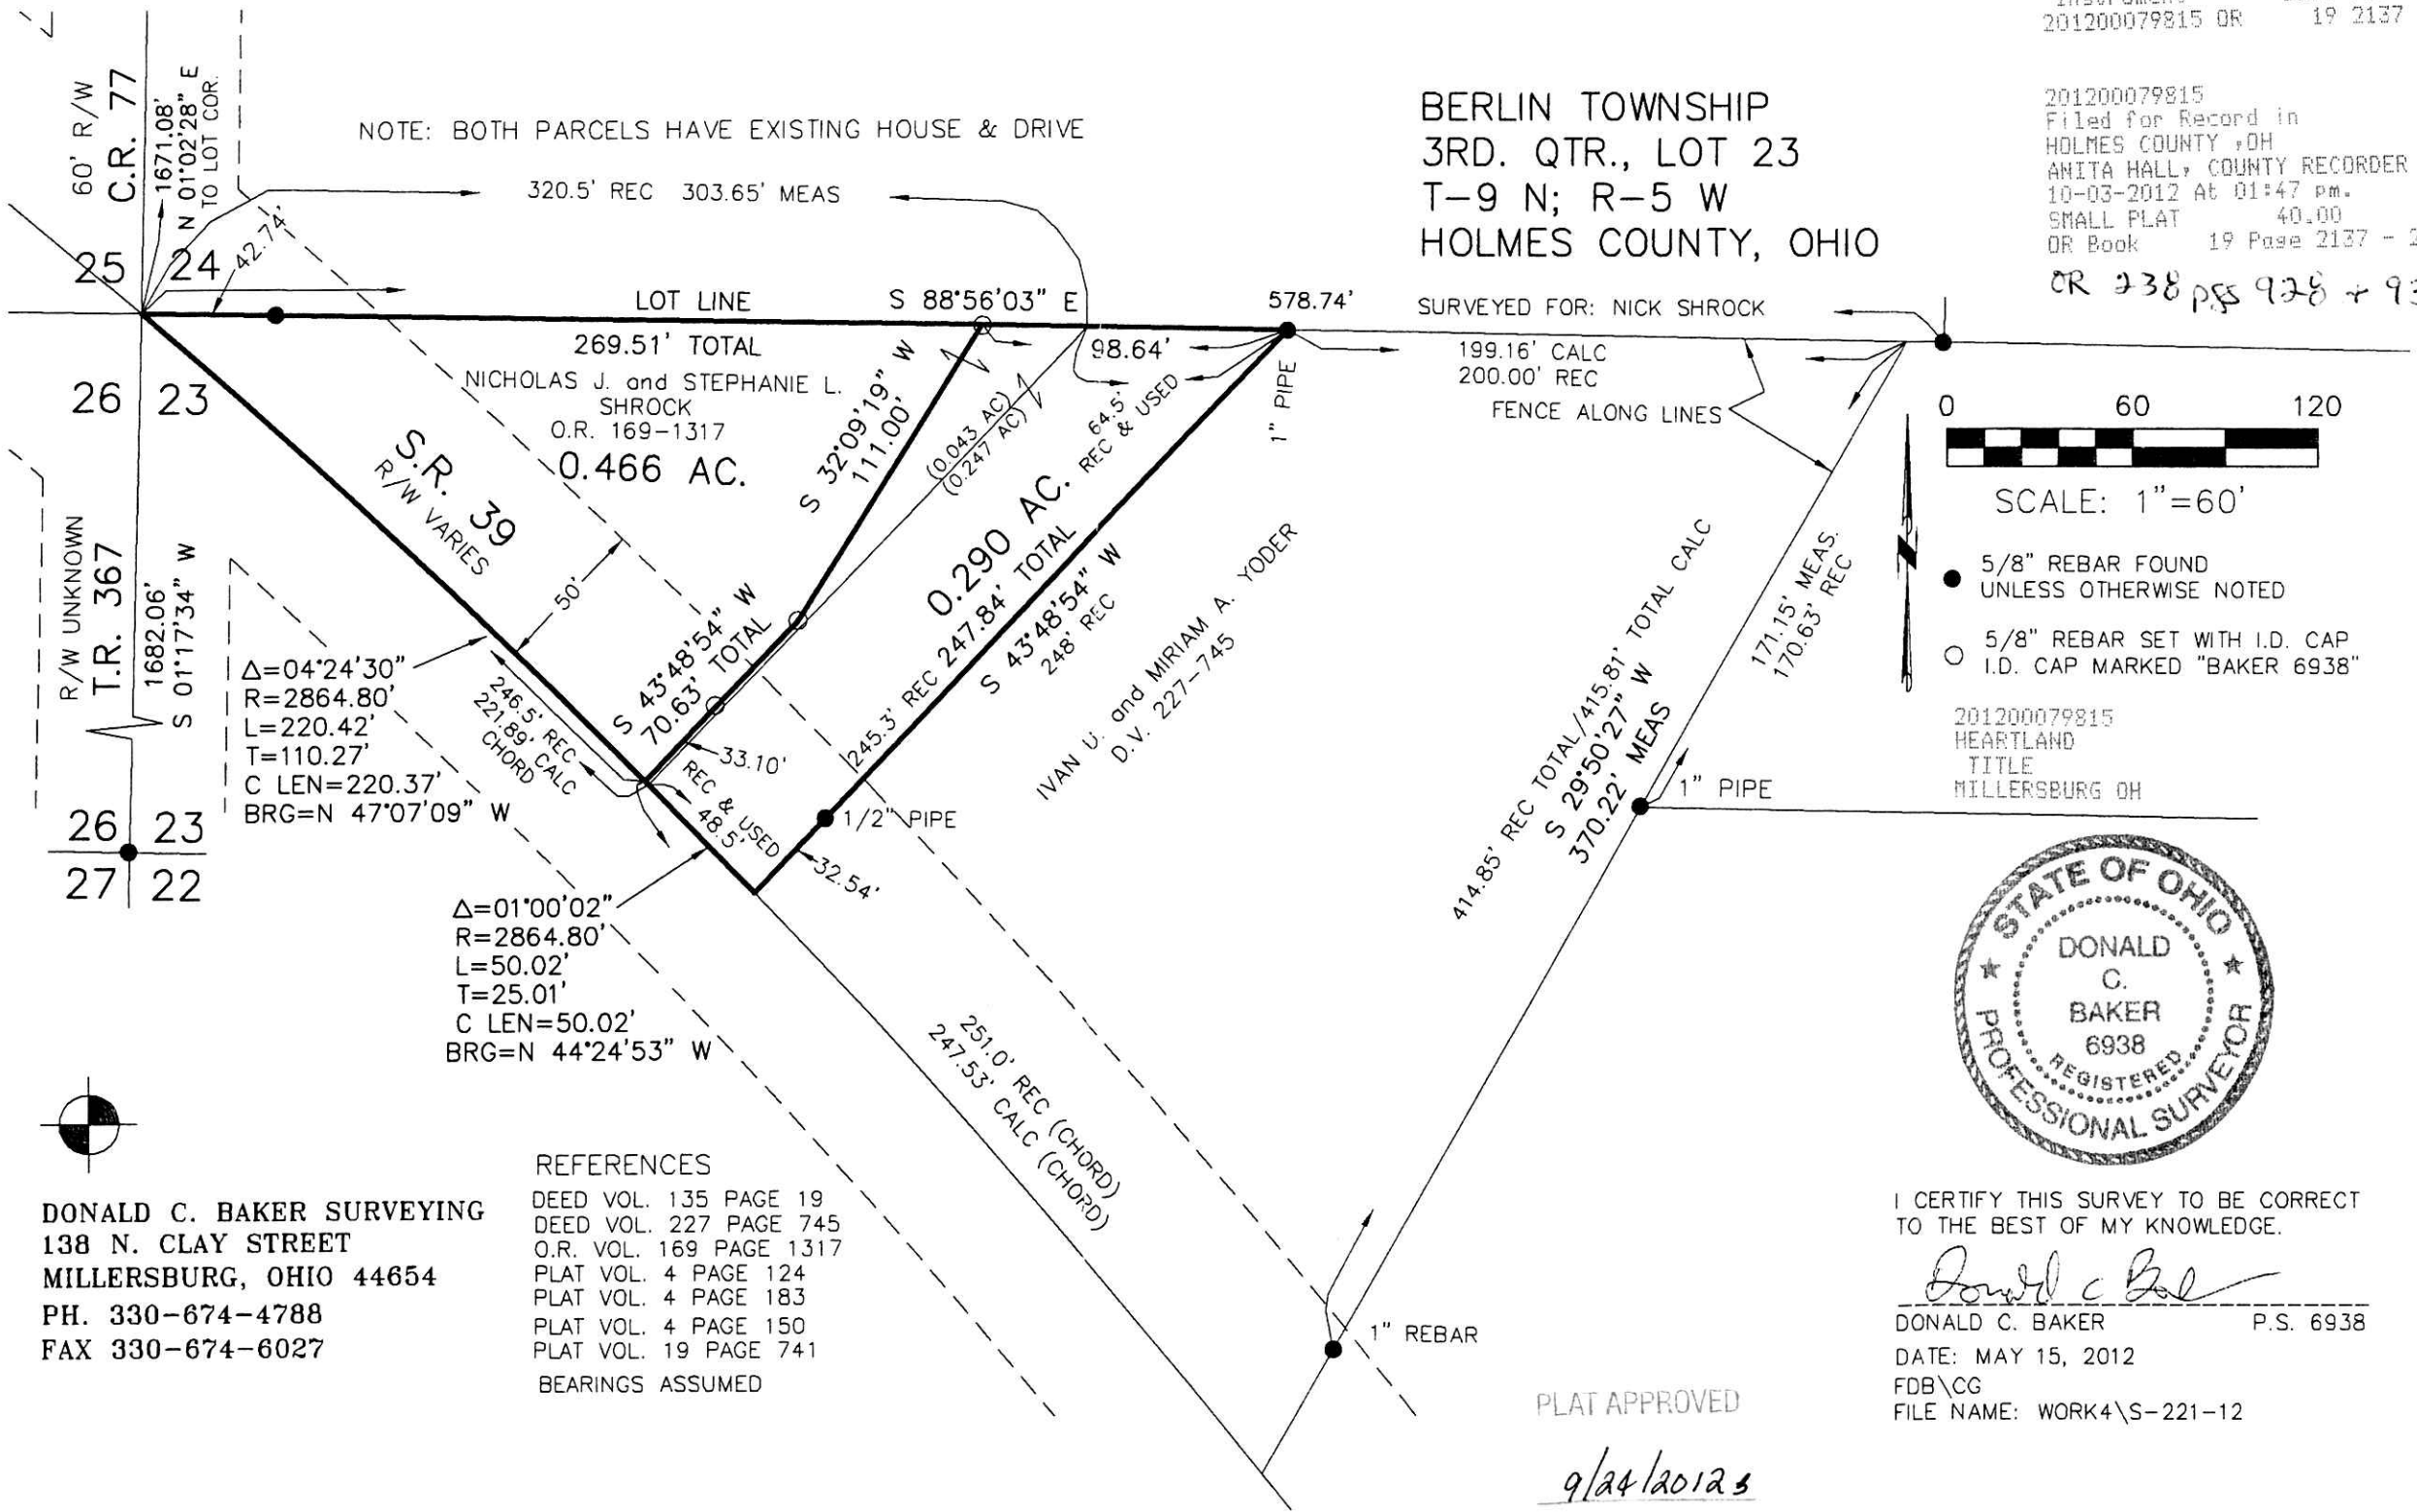 201200079815 OR 19 2137
201200079815
Filed for Record in
HOLMES COUNTY ,OH
ANITA HALL, COUNTY RECORDER
10-03-2012 At 01:47 pm.
SMALL PLAT 40.00
OR Book 19 Page 2137 -
OR 238 pgs 928 + 93
BERLIN TOWNSHIP
3RD. QTR., LOT 23
T-9 N; R-5 W
HOLMES COUNTY, OHIO
SURVEYED FOR: NICK SHROCK
60' R/W
C.R. 77
1671.08'
N 01°02'28" E
TO LOT COR.
NOTE: BOTH PARCELS HAVE EXISTING HOUSE & DRIVE
320.5' REC 303.65' MEAS
42.74'
25 24
26 23
LOT LINE S 88°56'03" E 578.74'
269.51' TOTAL
98.64'
199.16' CALC
200.00' REC
FENCE ALONG LINES
NICHOLAS J. and STEPHANIE L.
SHROCK
O.R. 169-1317
0.466 AC.
S 32°09'19" W
111.00'
(0.043 AC)
(0.247 AC)
64.5'
REC & USED
1" PIPE
0.290 AC.
245.3' REC 247.84' TOTAL
S 43°48'54" W
248' REC
S.R. 39
R/W VARIES
50'
S 43°48'54" W
70.63' TOTAL
33.10'
246.5' REC
221.89' CALC
CHORD
REC & USED
48.5'
1/2" PIPE
32.54'
IVAN U. and MIRIAM A. YODER
D.V. 227-745
R/W UNKNOWN
T.R. 367
1682.06'
S 01°17'34" W
Δ=04°24'30"
R=2864.80'
L=220.42'
T=110.27'
C LEN=220.37'
BRG=N 47°07'09" W
26 23
27 22
Δ=01°00'02"
R=2864.80'
L=50.02'
T=25.01'
C LEN=50.02'
BRG=N 44°24'53" W
251.0' REC (CHORD)
247.53' CALC (CHORD)
414.85' REC TOTAL/415.81' TOTAL CALC
S 29°50'27" W
370.22' MEAS
171.15' MEAS.
170.63' REC
1" PIPE
1" REBAR
0 60 120
SCALE: 1"=60'
5/8" REBAR FOUND
UNLESS OTHERWISE NOTED
5/8" REBAR SET WITH I.D. CAP
I.D. CAP MARKED "BAKER 6938"
201200079815
HEARTLAND
TITLE
MILLERSBURG OH
STATE OF OHIO
DONALD
C.
BAKER
6938
REGISTERED
PROFESSIONAL SURVEYOR
I CERTIFY THIS SURVEY TO BE CORRECT
TO THE BEST OF MY KNOWLEDGE.
DONALD C. BAKER P.S. 6938
DATE: MAY 15, 2012
FDB\CG
FILE NAME: WORK4\S-221-12
DONALD C. BAKER SURVEYING
138 N. CLAY STREET
MILLERSBURG, OHIO 44654
PH. 330-674-4788
FAX 330-674-6027
REFERENCES
DEED VOL. 135 PAGE 19
DEED VOL. 227 PAGE 745
O.R. VOL. 169 PAGE 1317
PLAT VOL. 4 PAGE 124
PLAT VOL. 4 PAGE 183
PLAT VOL. 4 PAGE 150
PLAT VOL. 19 PAGE 741
BEARINGS ASSUMED
PLAT APPROVED
9/24/2012